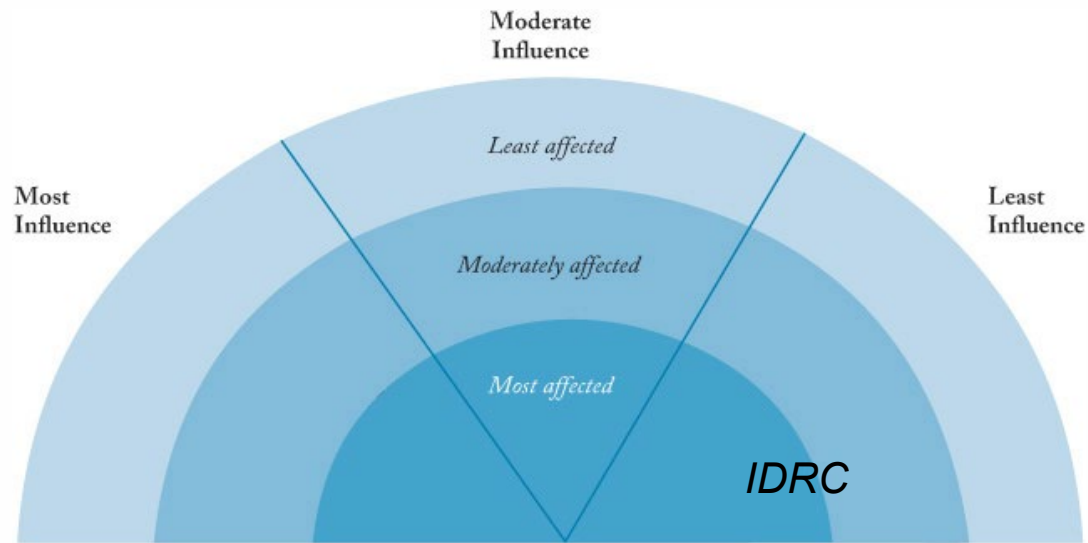 Moderate
Influence
Least affected
Most
Influence
Least
Influence
Moderately affected
Most affected
IDRC